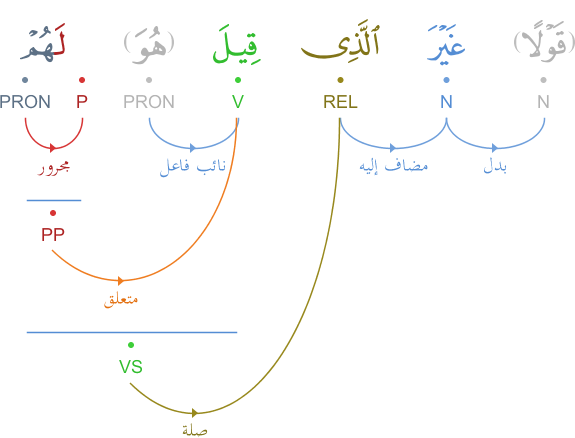 (قَوْلًا) غَيْرَ ٱلَّذِى قِيلَ (هُوَ) لَهُمْ
N N REL V PRON P PRON
بدل مضاف إليه نائب فاعل مجرور
PP
متعلق
VS
صلة